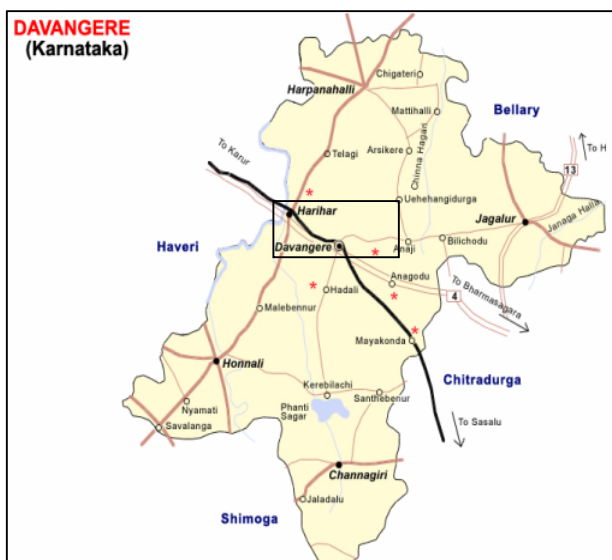 DAVANGERE
(Karnataka)
Chigateri
Harpanahalli
Mattihalli
Bellary
To H
To Karur
Telagi
Arsikere
Chinna Hagari
13
Uehehangidurga
Harihar
Jagalur
Janaga Halla
Haveri
Davangere
Anaji
Bilichodu
Hadali
Anagodu
To Bharmasagara
4
Malebennur
Mayakonda
Honnali
Chitradurga
Kerebilachi
Santhebenur
Nyamati
Phanti
Sagar
Savalanga
To Sasalu
Channagiri
Jaladalu
Shimoga